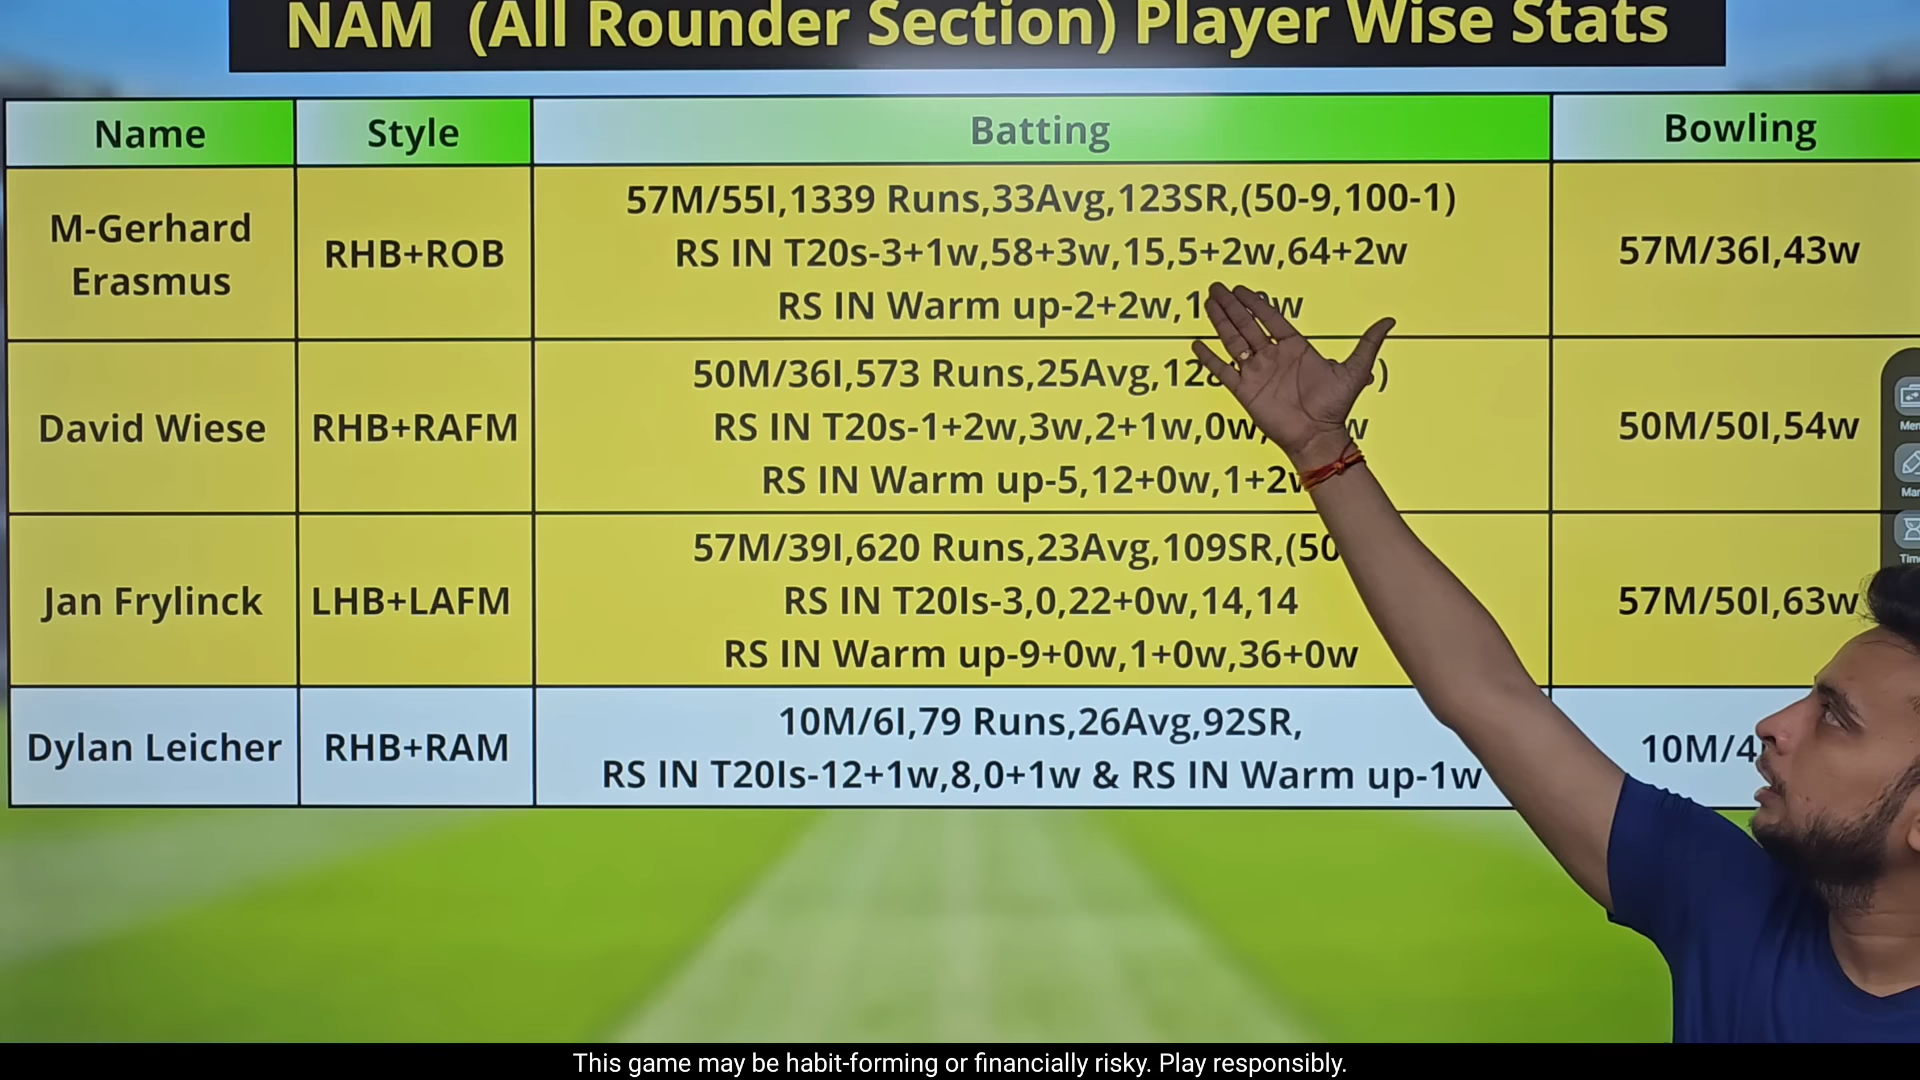 NAM (All Rounder Section) Player Wise Stats
Name Style Batting Bowling
M-Gerhard Erasmus
RHB+ROB
57M/55I,1339 Runs,33Avg,123SR,(50-9,100-1)
RS IN T20s-3+1w,58+3w,15,5+2w,64+2w
RS IN Warm up-2+2w,
57M/36I,43w
David Wiese
RHB+RAFM
50M/36I,573 Runs,25Avg,
RS IN T20s-1+2w,3w,2+1w,0w,
RS IN Warm up-5,12+0w,
50M/50I,54w
Jan Frylinck
LHB+LAFM
57M/39I,620 Runs,23Avg,109SR,
RS IN T20Is-3,0,22+0w,14,14
RS IN Warm up-9+0w,1+0w,36+0w
57M/50I,63w
Dylan Leicher
RHB+RAM
10M/6I,79 Runs,26Avg,92SR,
RS IN T20Is-12+1w,8,0+1w & RS IN Warm up-1w
This game may be habit-forming or financially risky. Play responsibly.